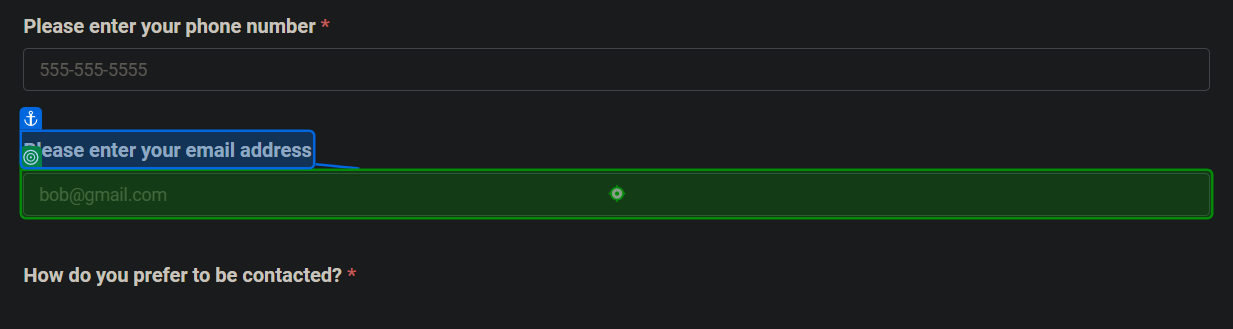 Please enter your phone number *
555-555-5555
Please enter your email address
bob@gmail.com
How do you prefer to be contacted? *